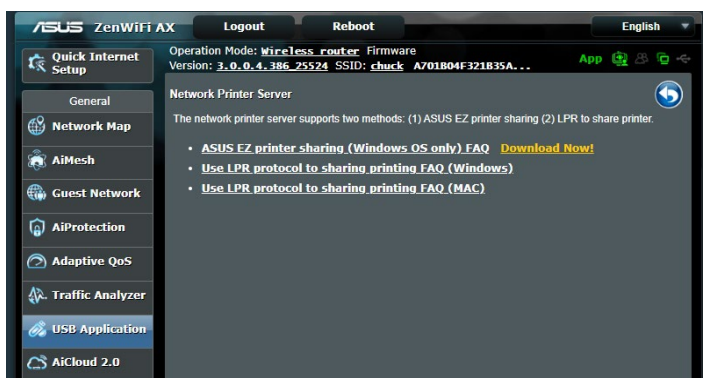 ASUS ZenWiFi AX Logout Reboot English
Quick Internet Setup
Operation Mode: Wireless router Firmware
Version: 3.0.0.4.386_25524 SSID: chuck A701B04F321B35A...
App
General
Network Map
AiMesh
Guest Network
AiProtection
Adaptive QoS
Traffic Analyzer
USB Application
AiCloud 2.0
Network Printer Server
The network printer server supports two methods: (1) ASUS EZ printer sharing (2) LPR to share printer.
ASUS EZ printer sharing (Windows OS only) FAQ Download Now!
Use LPR protocol to sharing printing FAQ (Windows)
Use LPR protocol to sharing printing FAQ (MAC)